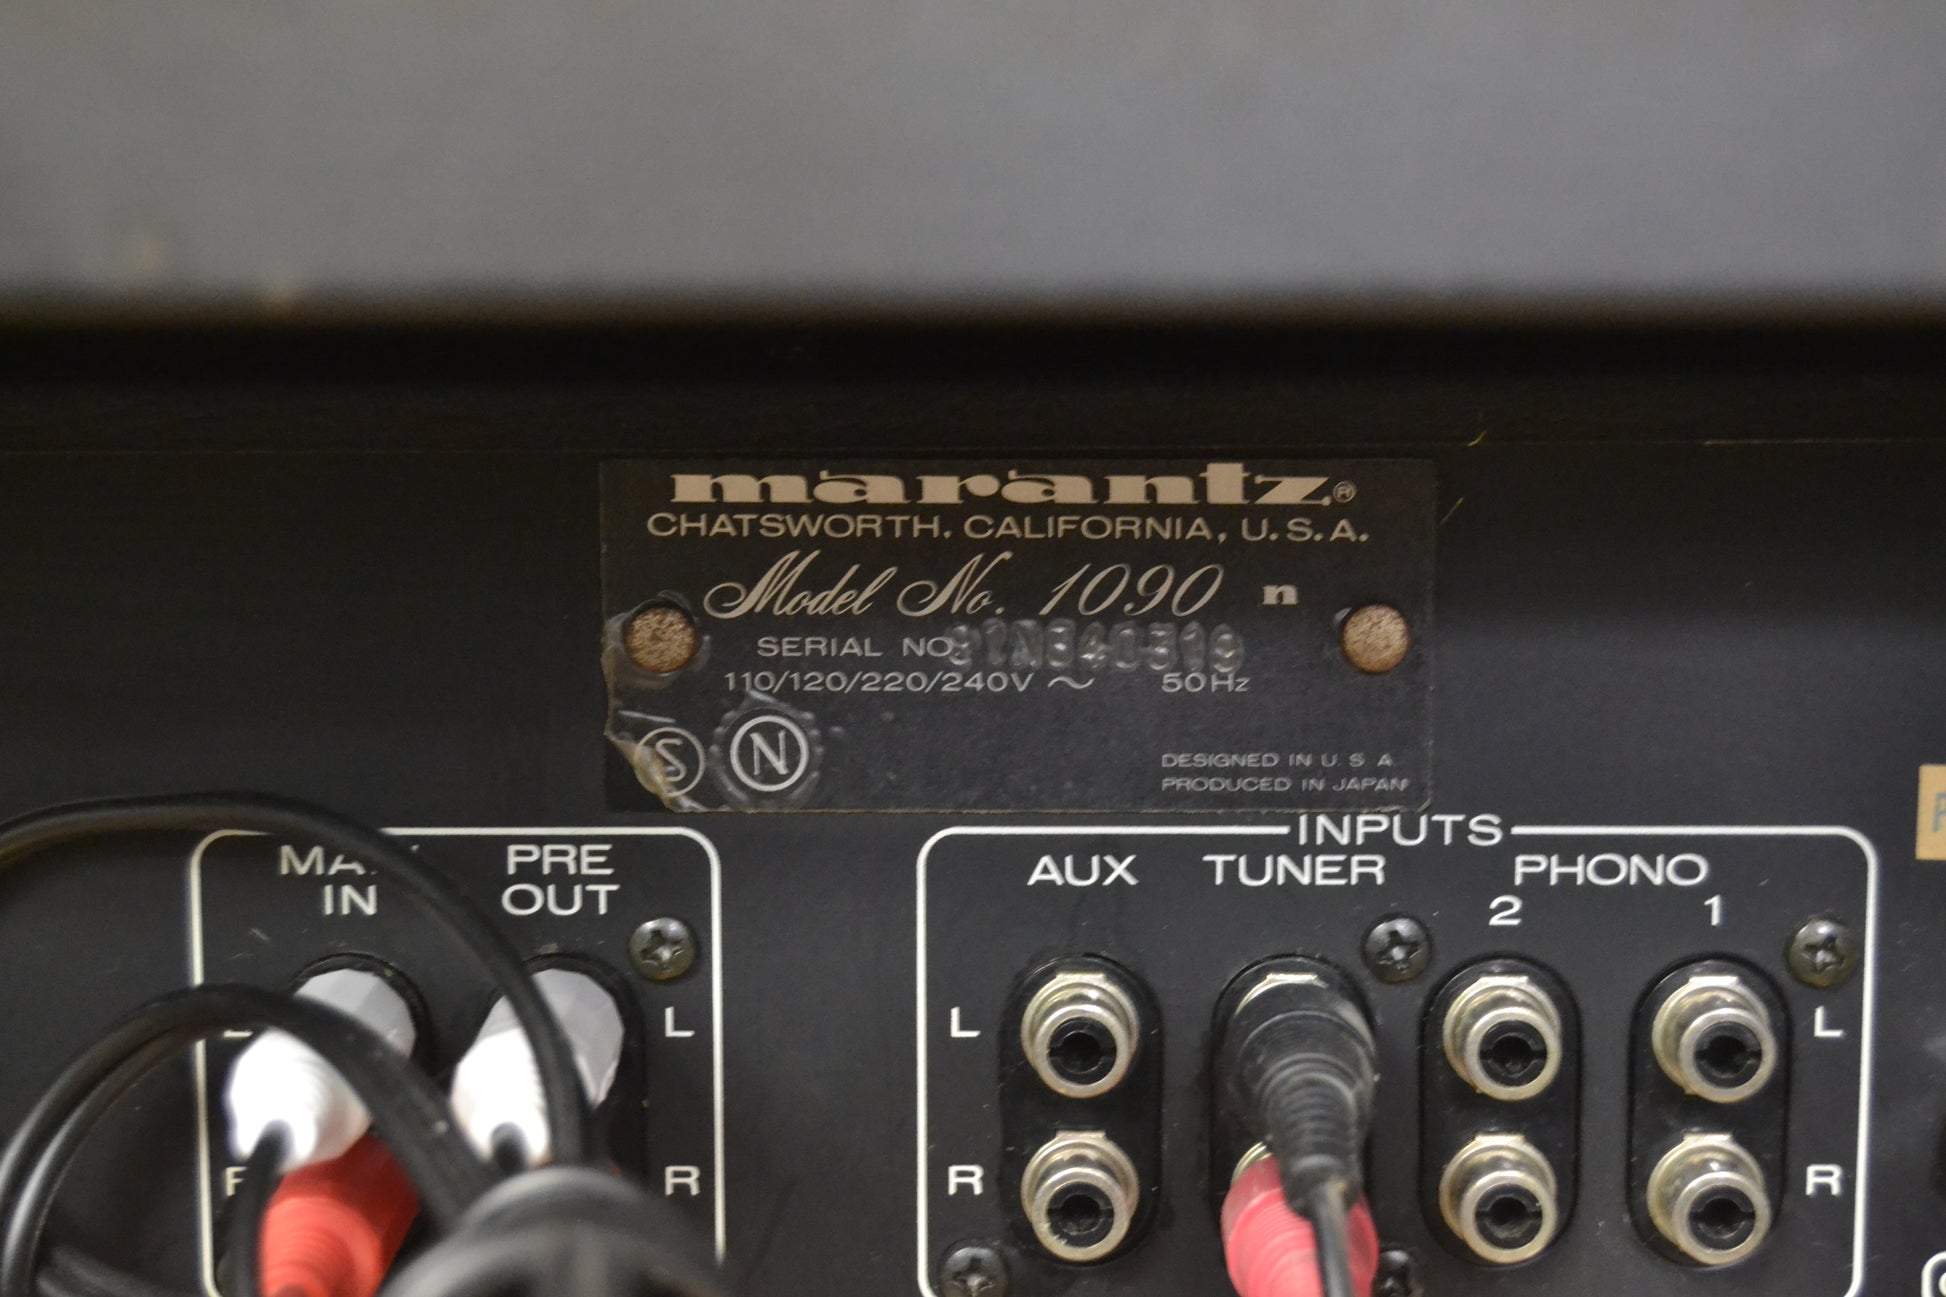 marantz®
CHATSWORTH, CALIFORNIA, U.S.A.
Model No. 1090 n
SERIAL NO.
110/120/220/240V ~ 50Hz
S N
DESIGNED IN U.S.A.
PRODUCED IN JAPAN
IN
PRE
OUT
L
R
INPUTS
AUX TUNER PHONO
2 1
L L
R R